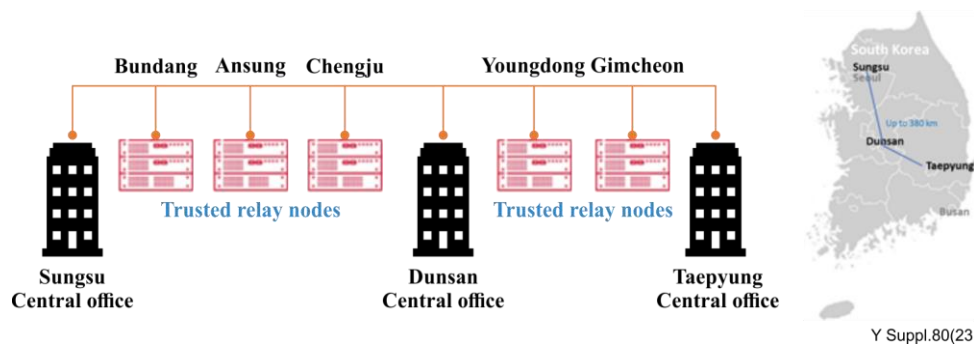 Bundang Ansung Chengju Youngdong Gimcheon
Trusted relay nodes
Trusted relay nodes
Sungsu
Central office
Dunsan
Central office
Taepyung
Central office
South Korea
Sungsu
Seoul
Up to 380 km
Dunsan
Taepyung
Busan
Y Suppl.80(23